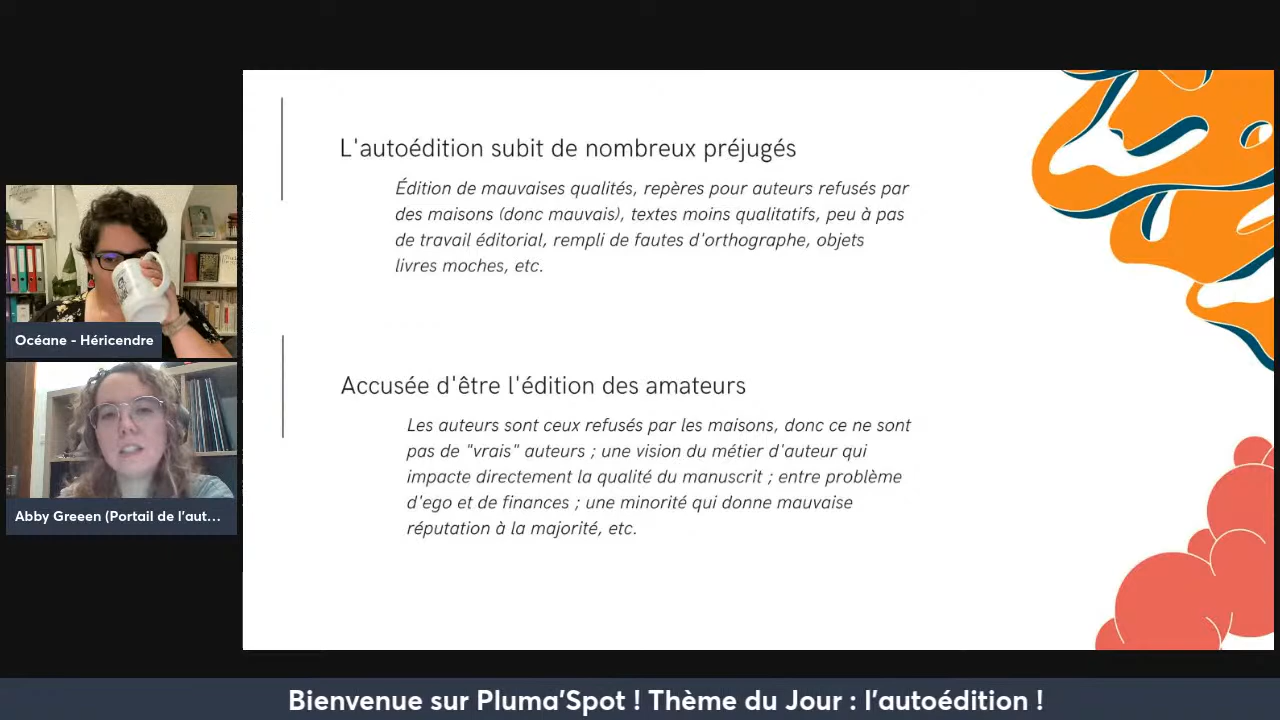 L'autoédition subit de nombreux préjugés
Édition de mauvaises qualités, repères pour auteurs refusés par
des maisons (donc mauvais), textes moins qualitatifs, peu à pas
de travail éditorial, rempli de fautes d'orthographe, objets
livres moches, etc.
Accusée d'être l'édition des amateurs
Les auteurs sont ceux refusés par les maisons, donc ce ne sont
pas de "vrais" auteurs ; une vision du métier d'auteur qui
impacte directement la qualité du manuscrit ; entre problème
d'ego et de finances ; une minorité qui donne mauvaise
réputation à la majorité, etc.
Océane - Héricendre
Abby Greeen (Portail de l'aut...
Bienvenue sur Pluma'Spot ! Thème du Jour : l'autoédition !